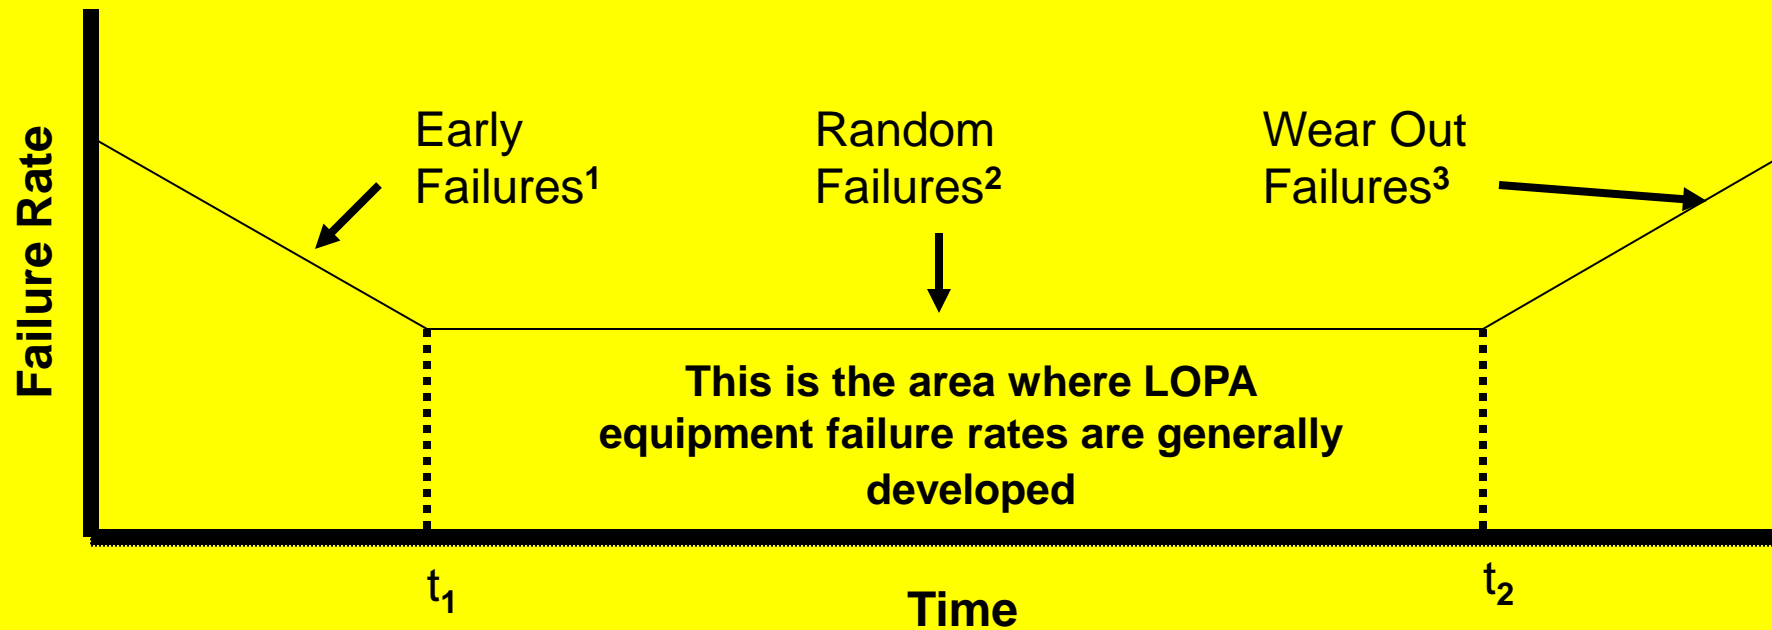 Failure Rate
Early
Failures¹
Random
Failures²
Wear Out
Failures³
This is the area where LOPA
equipment failure rates are generally
developed
t₁
t₂
Time